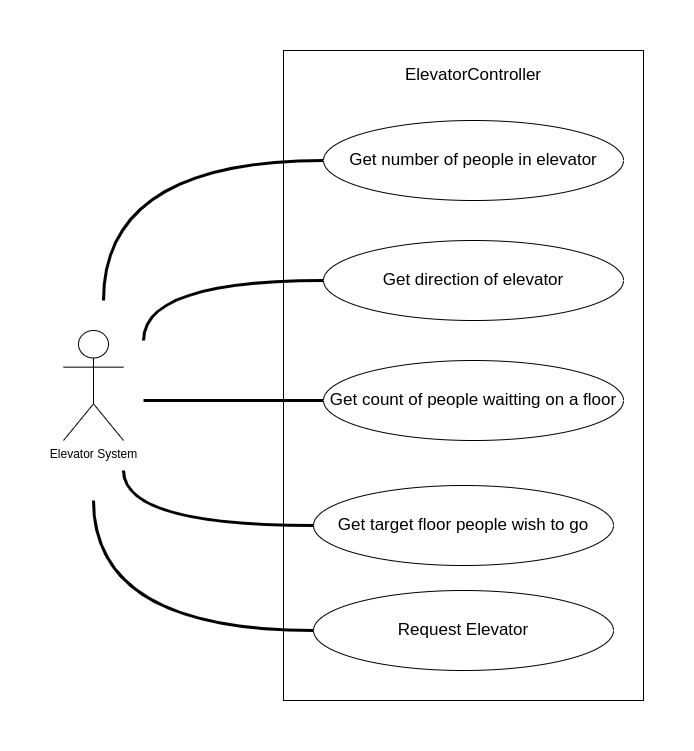 ElevatorController
Get number of people in elevator
Get direction of elevator
Get count of people waitting on a floor
Elevator System
Get target floor people wish to go
Request Elevator